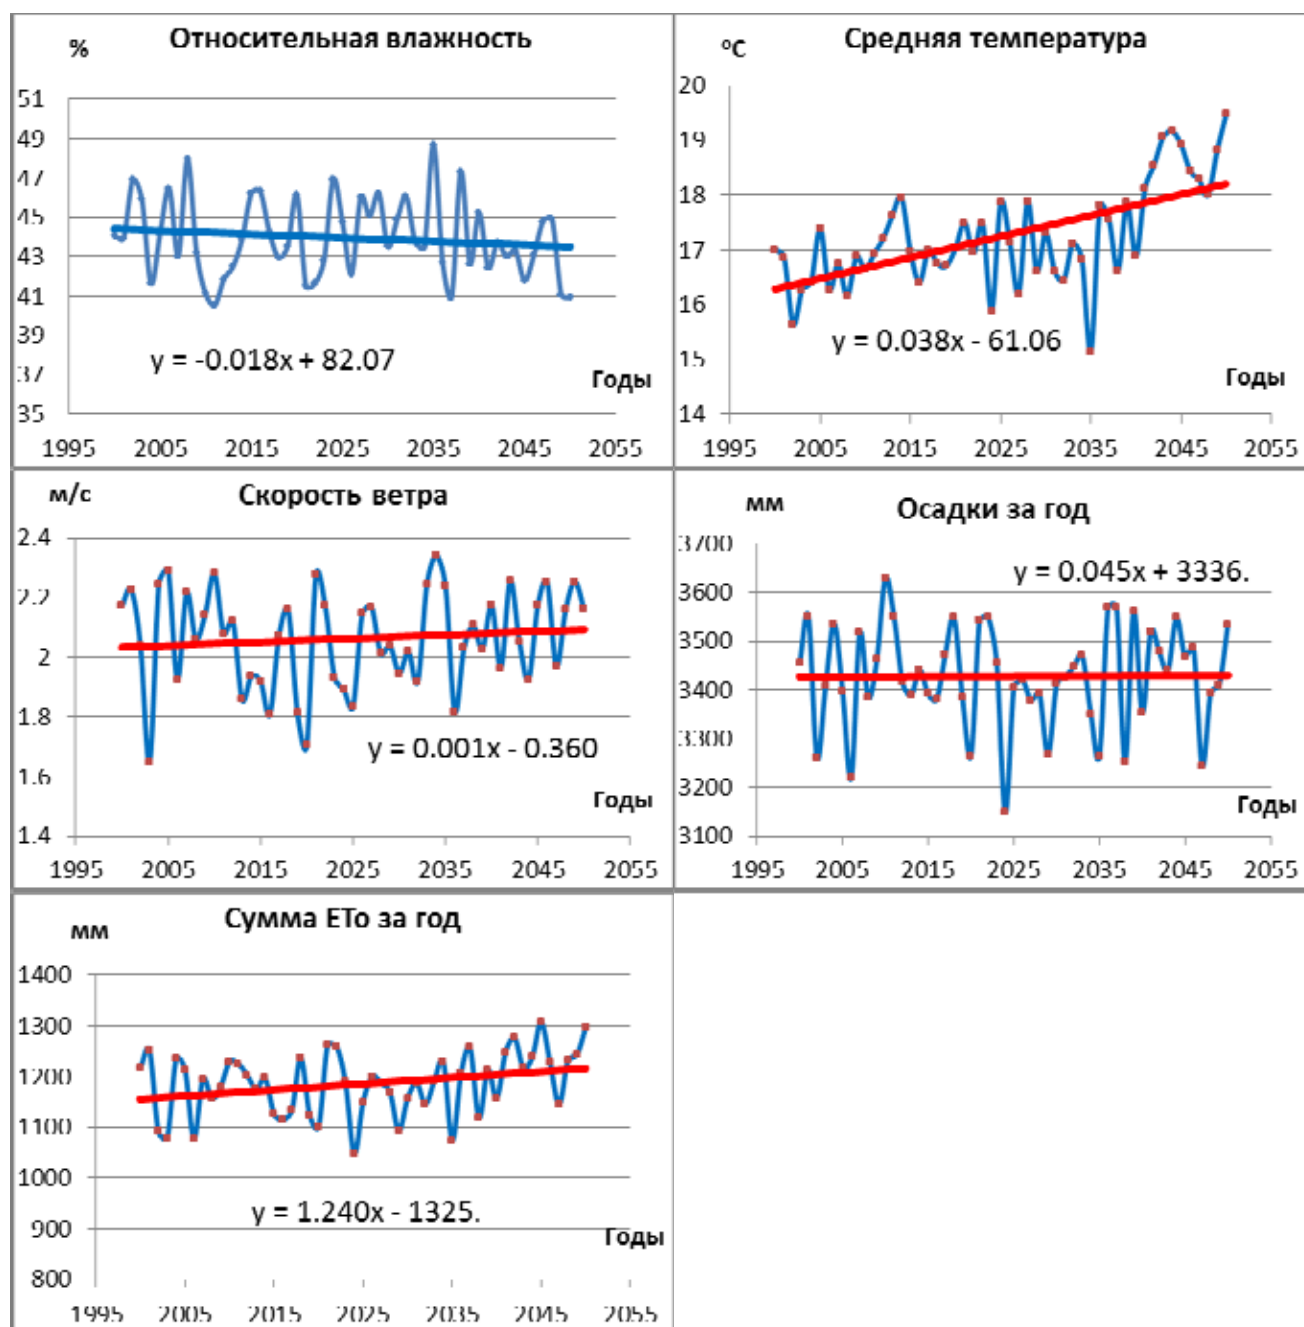 Относительная влажность
%
51
49
47
45
43
41
39
37
35
y = -0.018x + 82.07
Годы
1995 2005 2015 2025 2035 2045 2055
Средняя температура
ºC
20
19
18
17
16
15
14
y = 0.038x - 61.06
Годы
1995 2005 2015 2025 2035 2045 2055
м/с
Скорость ветра
2.4
2.2
2
1.8
1.6
1.4
y = 0.001x - 0.360
Годы
1995 2005 2015 2025 2035 2045 2055
мм
Осадки за год
3700
3600
3500
3400
3300
3200
3100
y = 0.045x + 3336.
Годы
1995 2005 2015 2025 2035 2045 2055
Сумма ETo за год
мм
1400
1300
1200
1100
1000
900
800
y = 1.240x - 1325.
Годы
1995 2005 2015 2025 2035 2045 2055